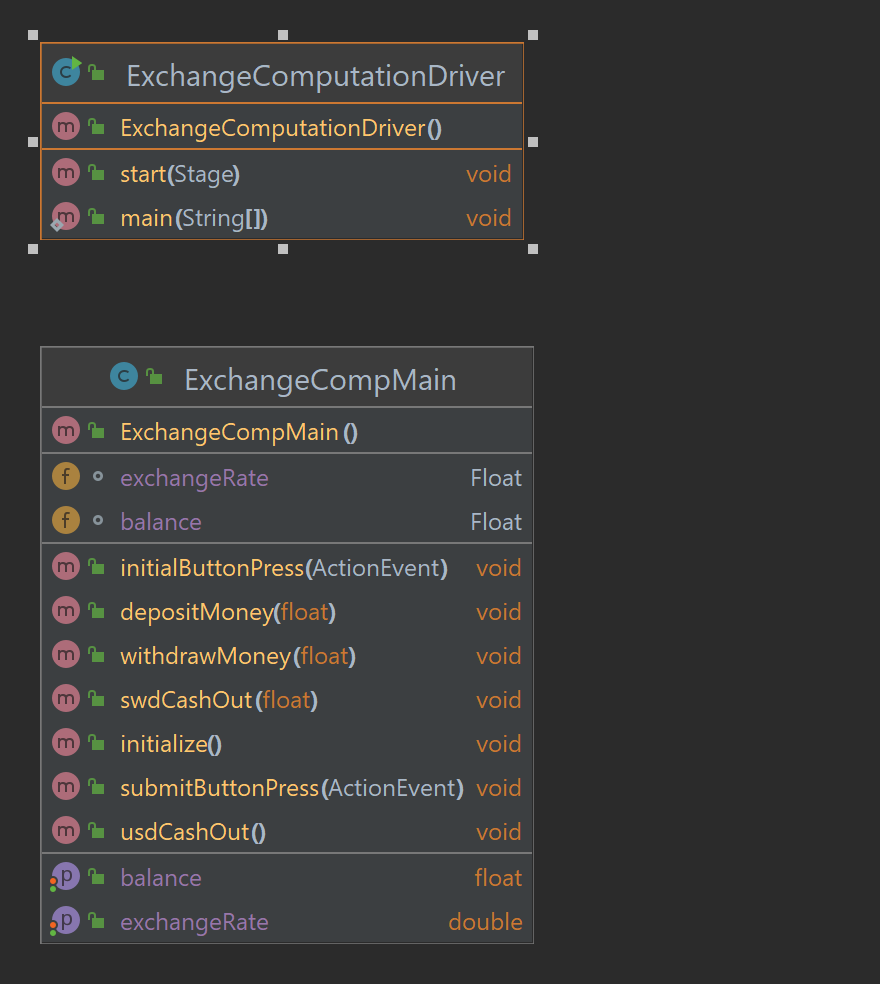 ExchangeComputationDriver
ExchangeComputationDriver()
start(Stage) void
main(String[]) void
ExchangeCompMain
ExchangeCompMain()
exchangeRate Float
balance Float
initialButtonPress(ActionEvent) void
depositMoney(float) void
withdrawMoney(float) void
swdCashOut(float) void
initialize() void
submitButtonPress(ActionEvent) void
usdCashOut() void
balance float
exchangeRate double